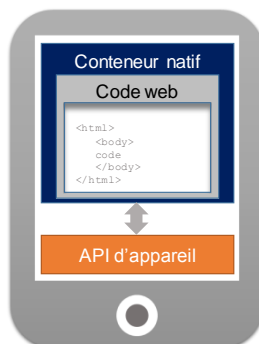 Conteneur natif
Code web
<html>
<body>
code
</body>
</html>
API d’appareil